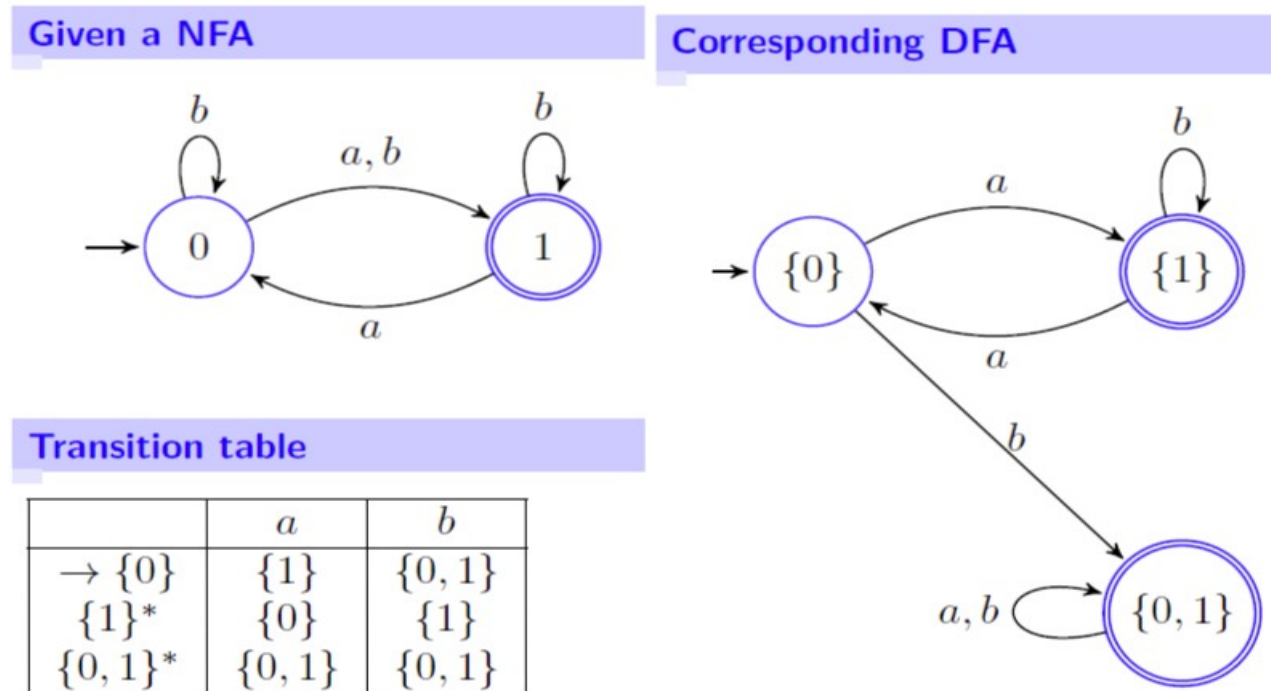 Given a NFA
b
b
a, b
0
1
a
Transition table
a b
→ {0} {1} {0, 1}
{1}* {0} {1}
{0, 1}* {0, 1} {0, 1}
Corresponding DFA
b
a
{0}
{1}
a
b
a, b
{0, 1}